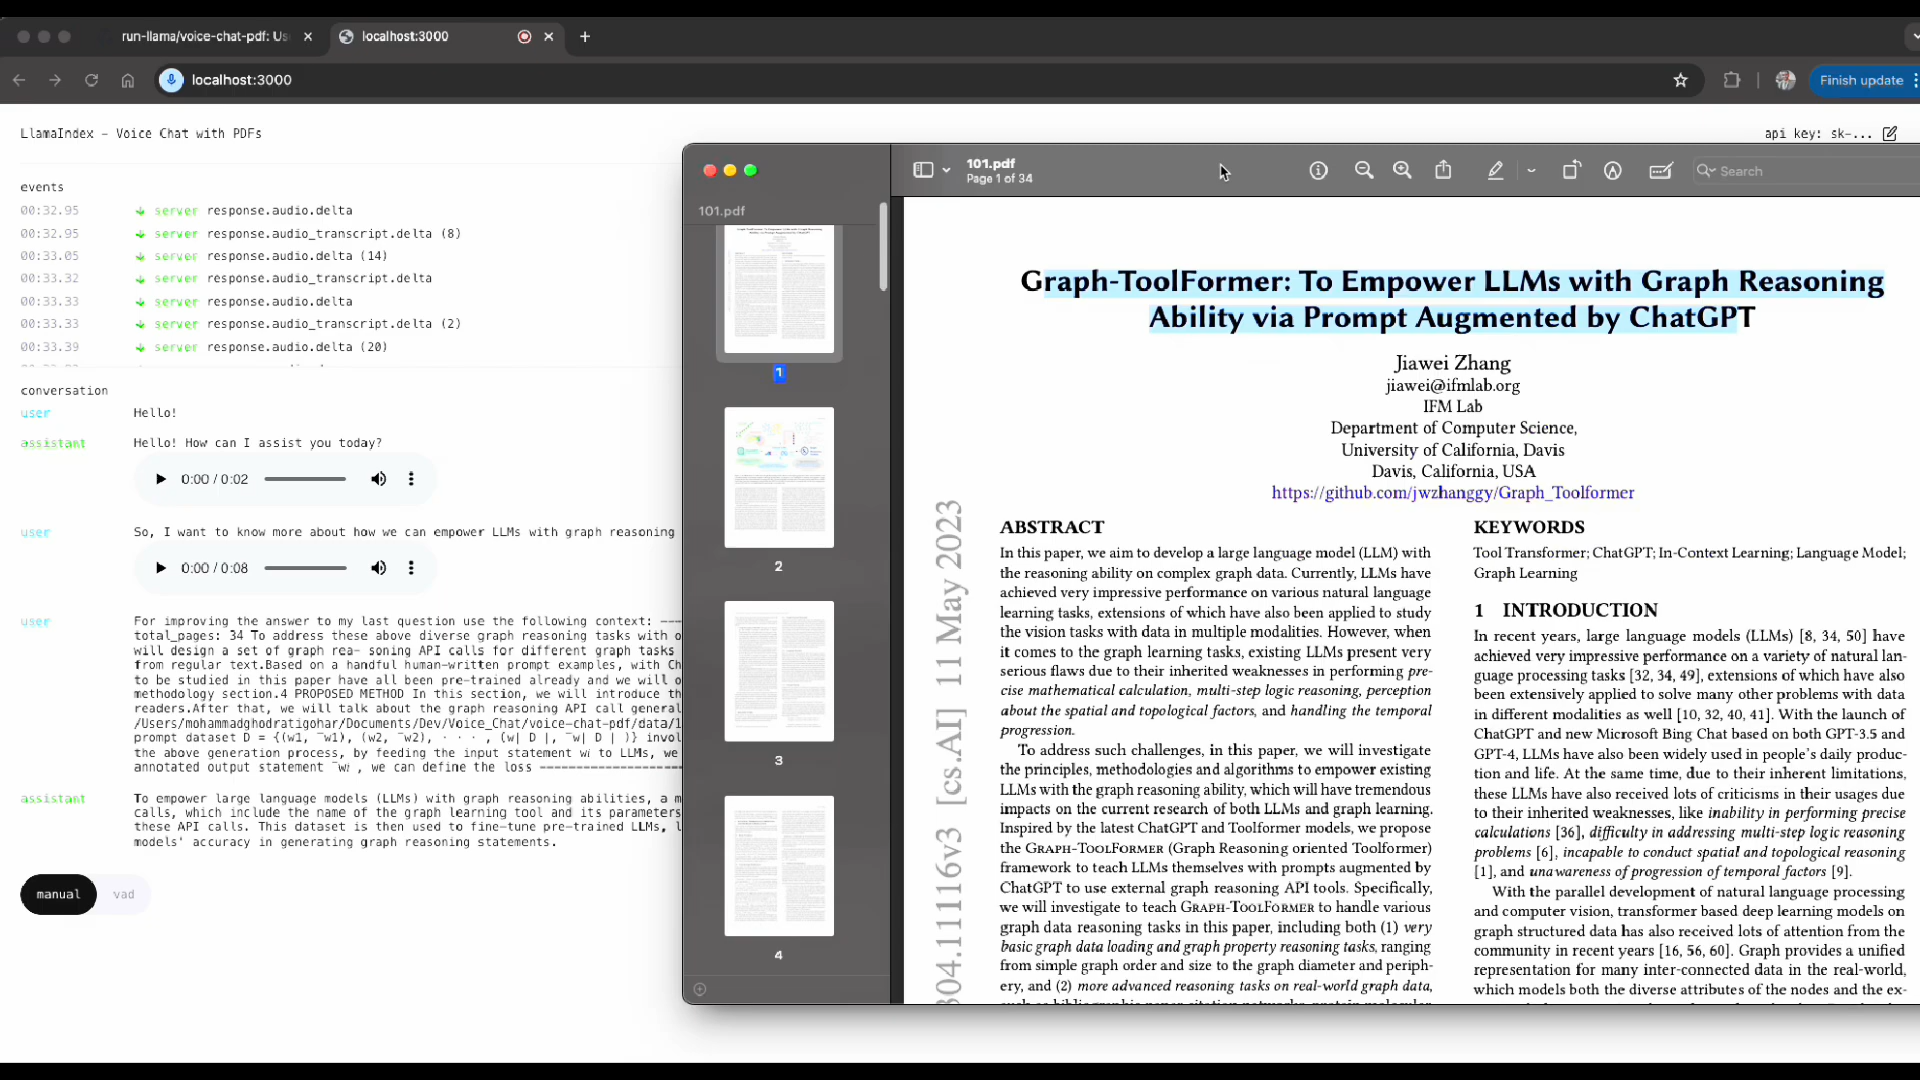 run-llama/voice-chat-pdf: Us
localhost:3000
localhost:3000
Finish update
LlamaIndex - Voice Chat with PDFs
api key: sk-...
events
00:32.95 server response.audio.delta
00:32.95 server response.audio_transcript.delta (8)
00:33.05 server response.audio.delta (14)
00:33.32 server response.audio_transcript.delta
00:33.33 server response.audio.delta
00:33.33 server response.audio_transcript.delta (2)
00:33.39 server response.audio.delta (20)
conversation
user Hello!
assistant Hello! How can I assist you today?
0:00 / 0:02
user So, I want to know more about how we can empower LLMs with graph reasoning
0:00 / 0:08
user For improving the answer to my last question use the following context: ----
total_pages: 34 To address these above diverse graph reasoning tasks with o
will design a set of graph rea- soning API calls for different graph tasks
from regular text.Based on a handful human-written prompt examples, with Ch
to be studied in this paper have all been pre-trained already and we will o
methodology section.4 PROPOSED METHOD In this section, we will introduce th
readers.After that, we will talk about the graph reasoning API call general
/Users/mohammadghodratigohar/Documents/Dev/Voice_Chat/voice-chat-pdf/data/1
prompt dataset D = {(w1, ¯w1), (w2, ¯w2), · · · , (w| D |, ¯w| D | )} invol
the above generation process, by feeding the input statement wi to LLMs, we
annotated output statement ¯wi , we can define the loss --------------------
assistant To empower large language models (LLMs) with graph reasoning abilities, a m
calls, which include the name of the graph learning tool and its parameters
these API calls. This dataset is then used to fine-tune pre-trained LLMs, l
models' accuracy in generating graph reasoning statements.
manual vad
101.pdf
Page 1 of 34
Search
101.pdf
1
2
3
4
Graph-ToolFormer: To Empower LLMs with Graph Reasoning
Ability via Prompt Augmented by ChatGPT
Jiawei Zhang
jiawei@ifmlab.org
IFM Lab
Department of Computer Science,
University of California, Davis
Davis, California, USA
https://github.com/jwzhanggy/Graph_Toolformer
304.11116v3 [cs.AI] 11 May 2023
ABSTRACT
In this paper, we aim to develop a large language model (LLM) with
the reasoning ability on complex graph data. Currently, LLMs have
achieved very impressive performance on various natural language
learning tasks, extensions of which have also been applied to study
the vision tasks with data in multiple modalities. However, when
it comes to the graph learning tasks, existing LLMs present very
serious flaws due to their inherited weaknesses in performing pre-
cise mathematical calculation, multi-step logic reasoning, perception
about the spatial and topological factors, and handling the temporal
progression.
To address such challenges, in this paper, we will investigate
the principles, methodologies and algorithms to empower existing
LLMs with the graph reasoning ability, which will have tremendous
impacts on the current research of both LLMs and graph learning.
Inspired by the latest ChatGPT and Toolformer models, we propose
the Graph-ToolFormer (Graph Reasoning oriented Toolformer)
framework to teach LLMs themselves with prompts augmented by
ChatGPT to use external graph reasoning API tools. Specifically,
we will investigate to teach Graph-ToolFormer to handle various
graph data reasoning tasks in this paper, including both (1) very
basic graph data loading and graph property reasoning tasks, ranging
from simple graph order and size to the graph diameter and periph-
ery, and (2) more advanced reasoning tasks on real-world graph data,
KEYWORDS
Tool Transformer; ChatGPT; In-Context Learning; Language Model;
Graph Learning
1 INTRODUCTION
In recent years, large language models (LLMs) [8, 34, 50] have
achieved very impressive performance on a variety of natural lan-
guage processing tasks [32, 34, 49], extensions of which have also
been extensively applied to solve many other problems with data
in different modalities as well [10, 32, 40, 41]. With the launch of
ChatGPT and new Microsoft Bing Chat based on both GPT-3.5 and
GPT-4, LLMs have also been widely used in people's daily produc-
tion and life. At the same time, due to their inherent limitations,
these LLMs have also received lots of criticisms in their usages due
to their inherited weaknesses, like inability in performing precise
calculations [36], difficulty in addressing multi-step logic reasoning
problems [6], incapable to conduct spatial and topological reasoning
[1], and unawareness of progression of temporal factors [9].
With the parallel development of natural language processing
and computer vision, transformer based deep learning models on
graph structured data has also received lots of attention from the
community in recent years [16, 56, 60]. Graph provides a unified
representation for many inter-connected data in the real-world,
which models both the diverse attributes of the nodes and the ex-